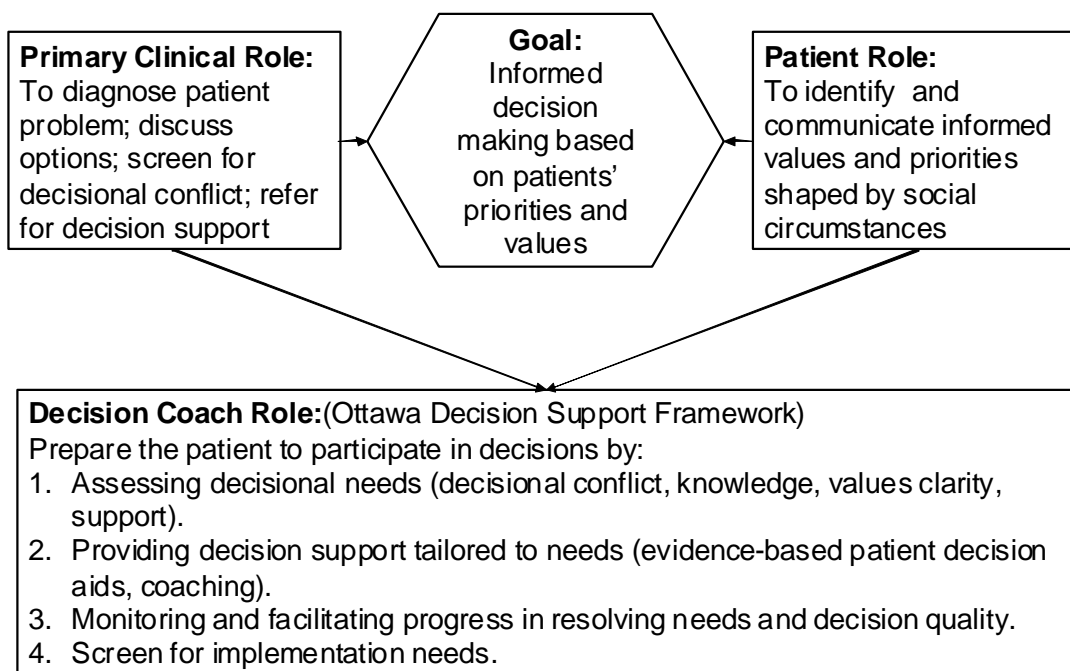 Primary Clinical Role:
To diagnose patient
problem; discuss
options; screen for
decisional conflict; refer
for decision support
Goal:
Informed
decision
making based
on patients’
priorities and
values
Patient Role:
To identify and
communicate informed
values and priorities
shaped by social
circumstances
Decision Coach Role:(Ottawa Decision Support Framework)
Prepare the patient to participate in decisions by:
1. Assessing decisional needs (decisional conflict, knowledge, values clarity,
support).
2. Providing decision support tailored to needs (evidence-based patient decision
aids, coaching).
3. Monitoring and facilitating progress in resolving needs and decision quality.
4. Screen for implementation needs.